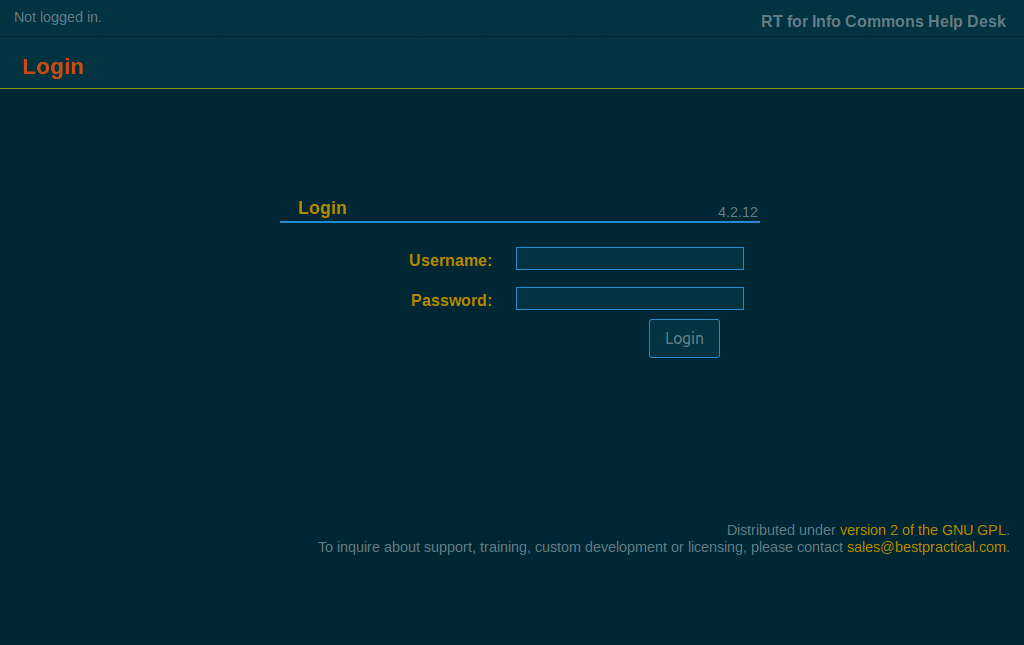 Not logged in.
RT for Info Commons Help Desk
Login
Login
4.2.12
Username:
Password:
Login
Distributed under version 2 of the GNU GPL.
To inquire about support, training, custom development or licensing, please contact sales@bestpractical.com.